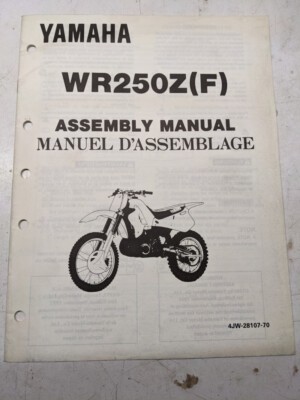 YAMAHA
WR250Z(F)
ASSEMBLY MANUAL
MANUEL D'ASSEMBLAGE
4JW-28107-70